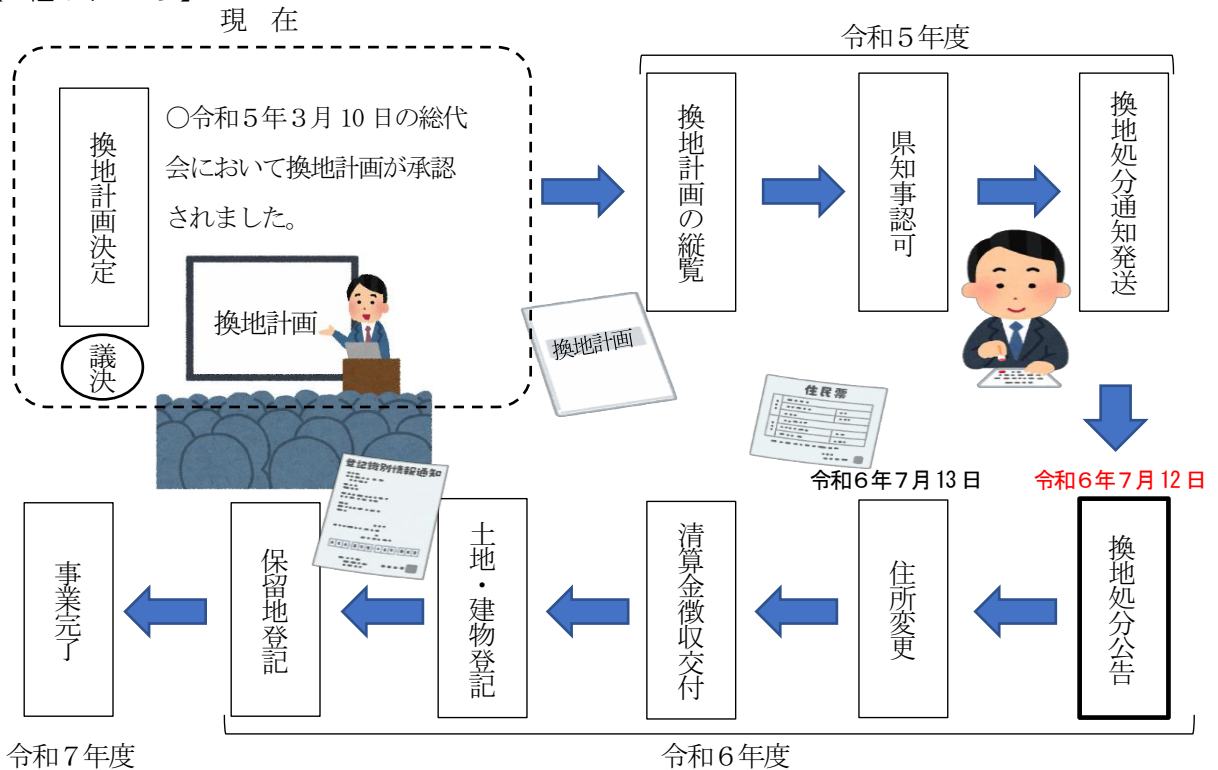 現 在
令和５年度
換地計画決定
議決
○令和５年３月 10 日の総代
会において換地計画が承認
されました。
換地計画
換地計画の縦覧
県知事認可
換地処分通知発送
換地計画
住民票
登記識別情報通知
令和６年７月13日
令和６年７月12日
換地処分公告
住所変更
清算金徴収交付
土地・建物登記
保留地登記
事業完了
令和７年度
令和６年度